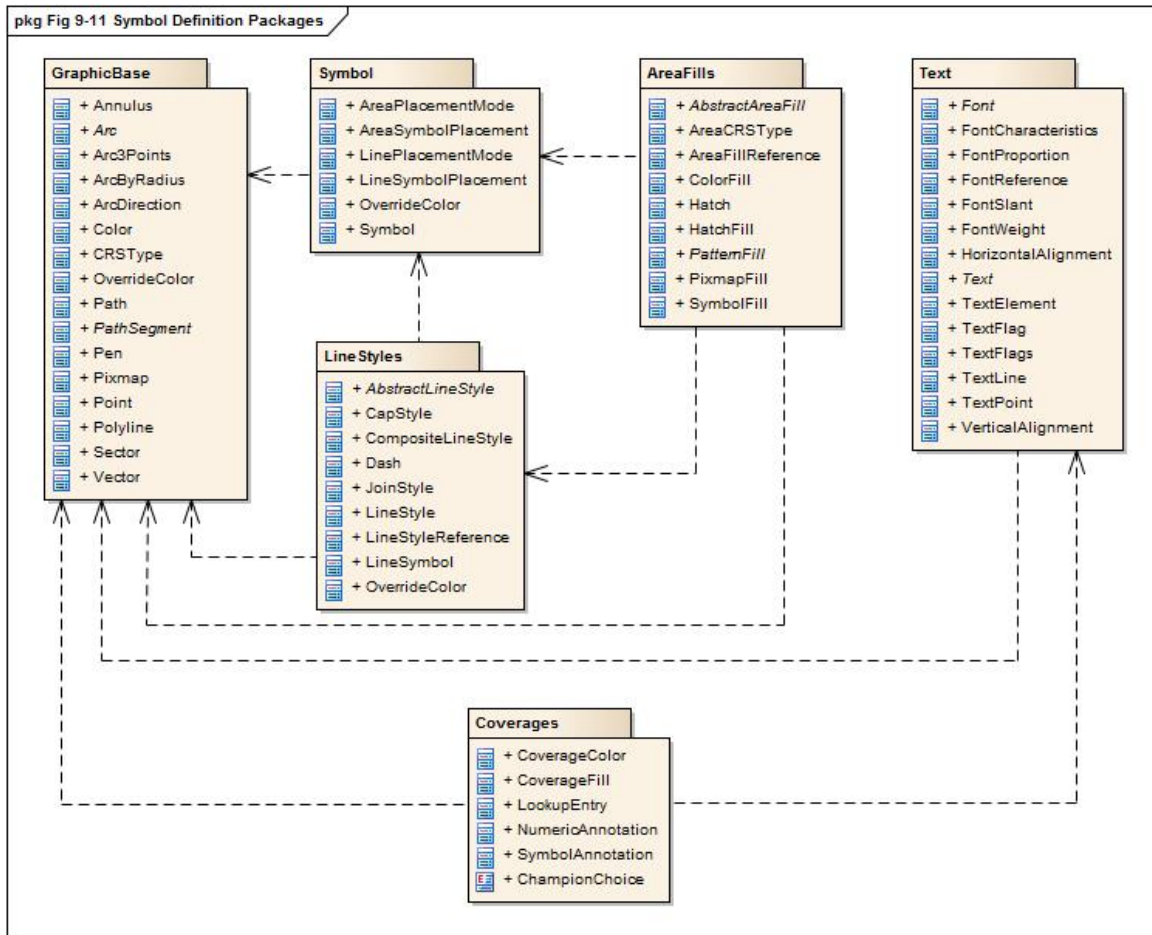 pkg Fig 9-11 Symbol Definition Packages
GraphicBase
+ Annulus
+ Arc
+ Arc3Points
+ ArcByRadius
+ ArcDirection
+ Color
+ CRSType
+ OverrideColor
+ Path
+ PathSegment
+ Pen
+ Pixmap
+ Point
+ Polyline
+ Sector
+ Vector
Symbol
+ AreaPlacementMode
+ AreaSymbolPlacement
+ LinePlacementMode
+ LineSymbolPlacement
+ OverrideColor
+ Symbol
AreaFills
+ AbstractAreaFill
+ AreaCRSType
+ AreaFillReference
+ ColorFill
+ Hatch
+ HatchFill
+ PatternFill
+ PixmapFill
+ SymbolFill
Text
+ Font
+ FontCharacteristics
+ FontProportion
+ FontReference
+ FontSlant
+ FontWeight
+ HorizontalAlignment
+ Text
+ TextElement
+ TextFlag
+ TextFlags
+ TextLine
+ TextPoint
+ VerticalAlignment
LineStyles
+ AbstractLineStyle
+ CapStyle
+ CompositeLineStyle
+ Dash
+ JoinStyle
+ LineStyle
+ LineStyleReference
+ LineSymbol
+ OverrideColor
Coverages
+ CoverageColor
+ CoverageFill
+ LookupEntry
+ NumericAnnotation
+ SymbolAnnotation
E + ChampionChoice